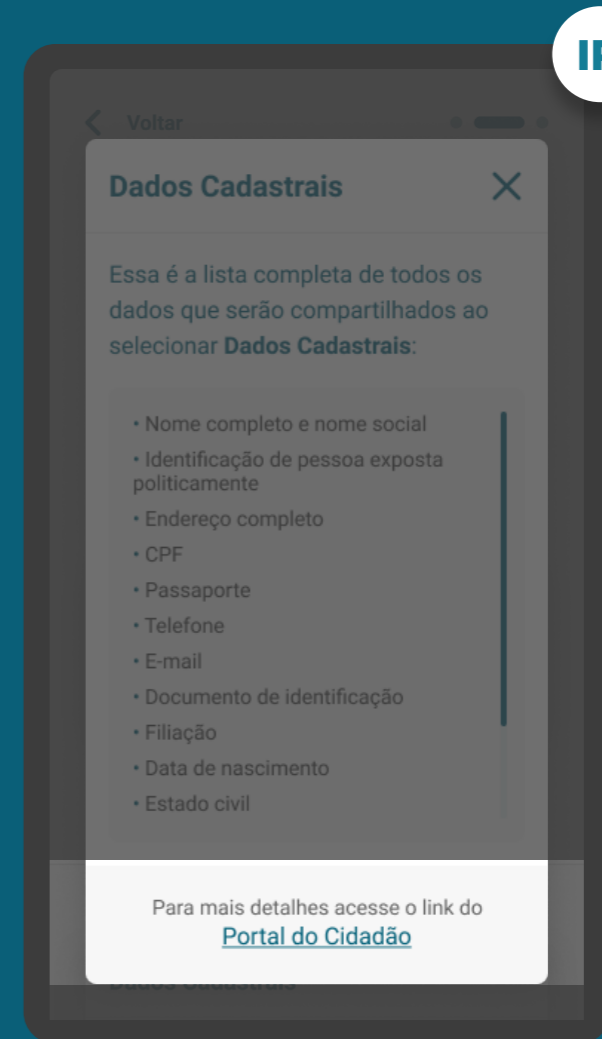 Voltar
Dados Cadastrais
Essa é a lista completa de todos os
dados que serão compartilhados ao
selecionar Dados Cadastrais:
• Nome completo e nome social
• Identificação de pessoa exposta
politicamente
• Endereço completo
• CPF
• Passaporte
• Telefone
• E-mail
• Documento de identificação
• Filiação
• Data de nascimento
• Estado civil
Para mais detalhes acesse o link do
Portal do Cidadão
Dados Cadastrais